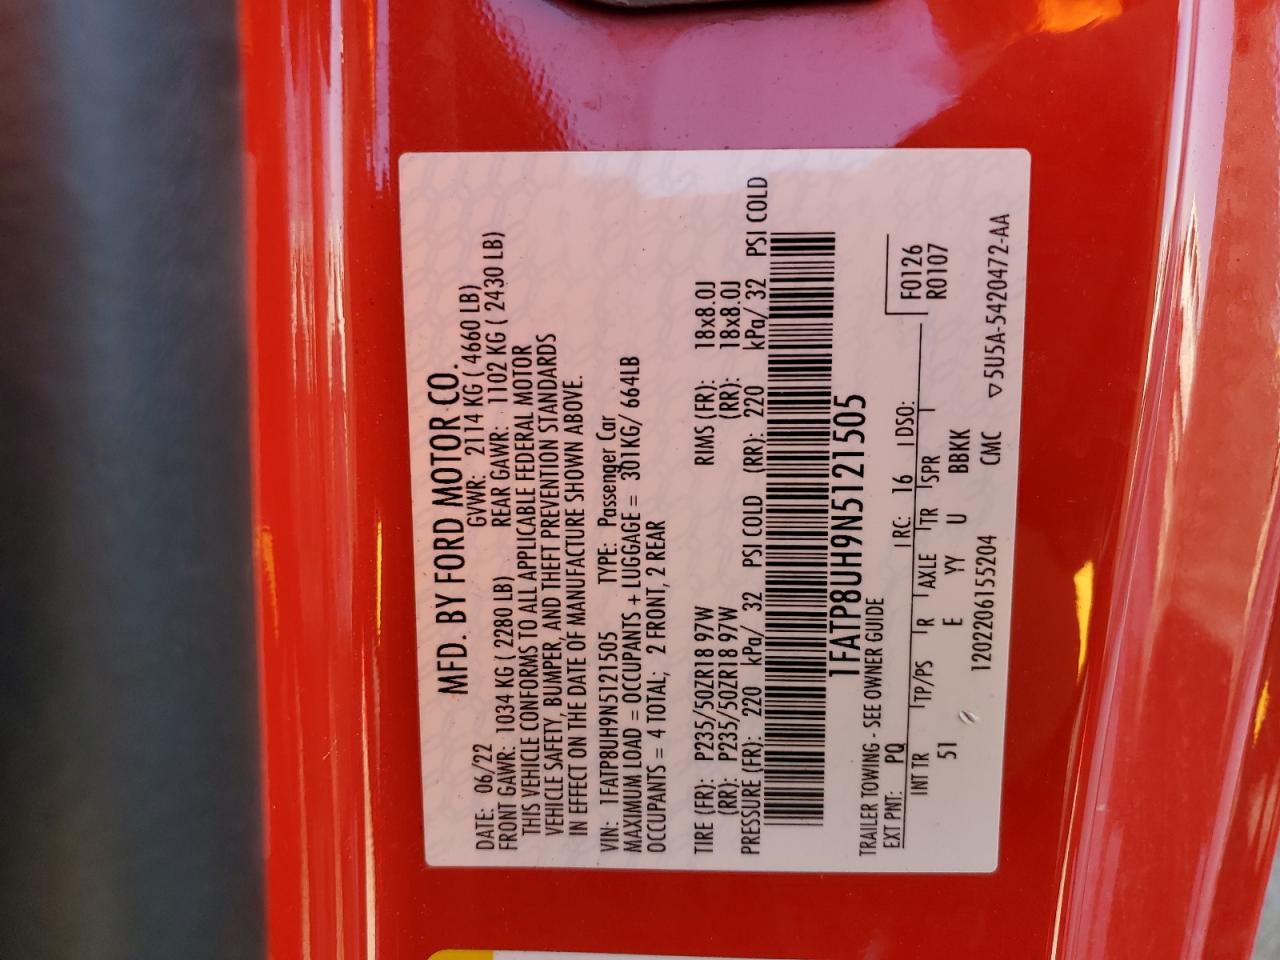 MFD. BY FORD MOTOR CO.
DATE: 06/22 GVWR: 2114 KG ( 4660 LB)
FRONT GAWR: 1034 KG ( 2280 LB) REAR GAWR: 1102 KG ( 2430 LB)
THIS VEHICLE CONFORMS TO ALL APPLICABLE FEDERAL MOTOR
VEHICLE SAFETY, BUMPER, AND THEFT PREVENTION STANDARDS
IN EFFECT ON THE DATE OF MANUFACTURE SHOWN ABOVE.
VIN: 1FATP8UH9N5121505 TYPE: Passenger Car
MAXIMUM LOAD = OCCUPANTS + LUGGAGE = 301KG/ 664LB
OCCUPANTS = 4 TOTAL; 2 FRONT, 2 REAR
TIRE (FR): P235/50ZR18 97W RIMS (FR): 18x8.0J
(RR): P235/50ZR18 97W (RR): 18x8.0J
PRESSURE (FR): 220 kPa/ 32 PSI COLD (RR): 220 kPa/ 32 PSI COLD
1FATP8UH9N5121505
TRAILER TOWING - SEE OWNER GUIDE
EXT PNT: PQ RC: 16 DSO: F0126
INT TR TP/PS R AXLE TR SPR R0107
51 E YY U BBKK
1202206155204 CMC ▽5U5A-5420472-AA